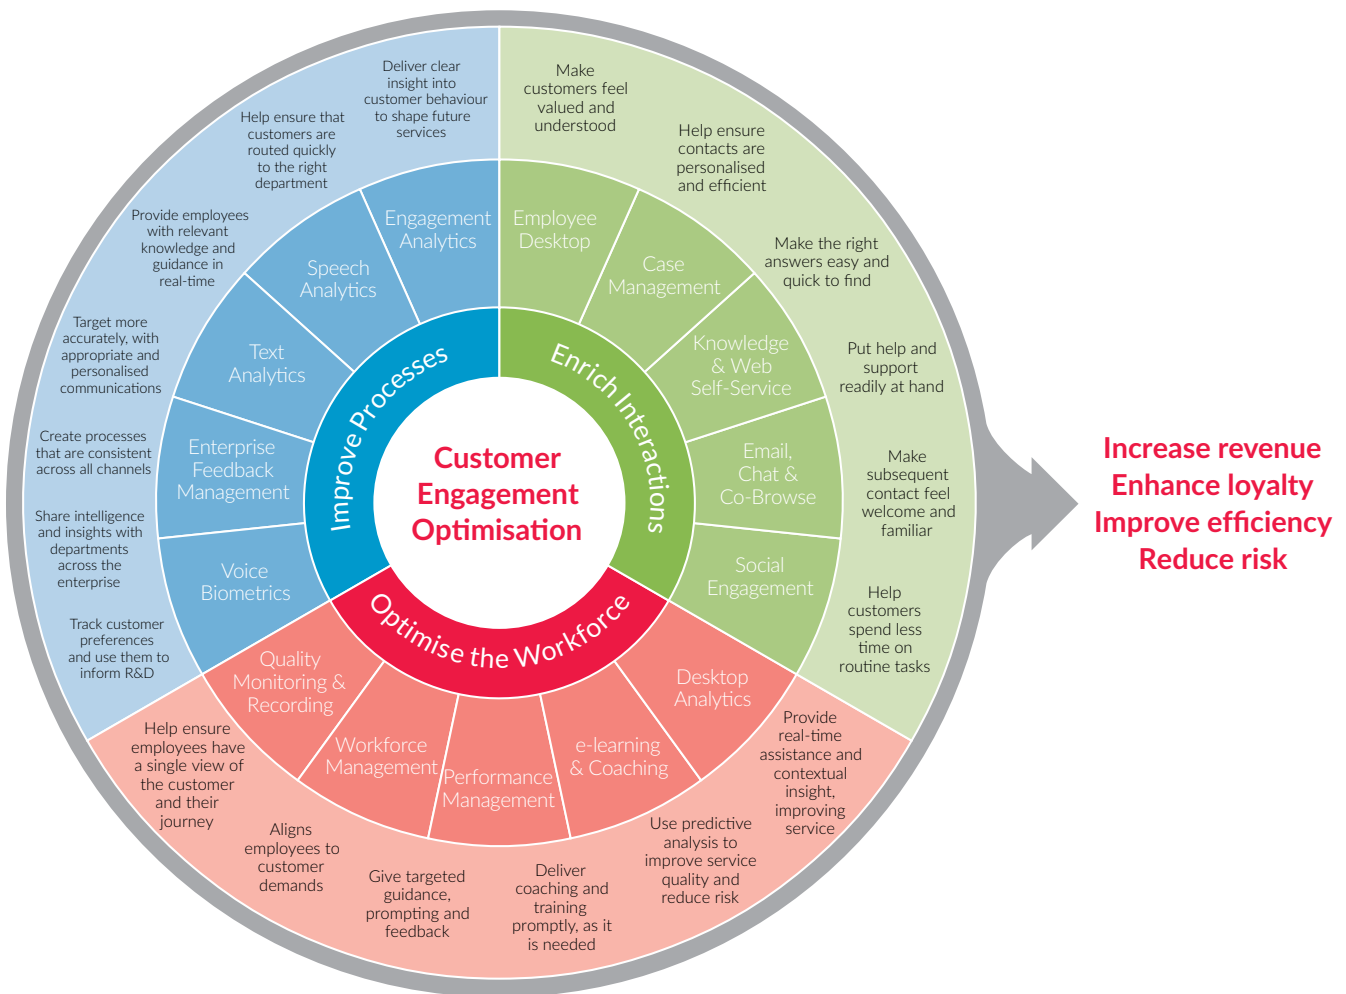 Deliver clear
insight into
customer behaviour
to shape future
services
Help ensure that
customers are
routed quickly
to the right
department
Provide employees
with relevant
knowledge and
guidance in
real-time
Target more
accurately, with
appropriate and
personalised
communications
Create processes
that are consistent
across all channels
Share intelligence
and insights with
departments
across the
enterprise
Track customer
preferences
and use them to
inform R&D
Make
customers feel
valued and
understood
Help ensure
contacts are
personalised
and efficient
Make the right
answers easy and
quick to find
Put help and
support
readily at hand
Make
subsequent
contact feel
welcome and
familiar
Help
customers
spend less
time on
routine tasks
Engagement
Analytics
Speech
Analytics
Text
Analytics
Enterprise
Feedback
Management
Voice
Biometrics
Employee
Desktop
Case
Management
Knowledge
& Web
Self-Service
Email,
Chat &
Co-Browse
Social
Engagement
Improve Processes
Enrich Interactions
Optimise the Workforce
Customer
Engagement
Optimisation
Quality
Monitoring &
Recording
Workforce
Management
Performance
Management
e-learning
& Coaching
Desktop
Analytics
Help ensure
employees have
a single view of
the customer
and their
journey
Aligns
employees to
customer
demands
Give targeted
guidance,
prompting and
feedback
Deliver
coaching and
training
promptly, as it
is needed
Use predictive
analysis to
improve service
quality and
reduce risk
Provide
real-time
assistance and
contextual
insight,
improving
service
Increase revenue
Enhance loyalty
Improve efficiency
Reduce risk